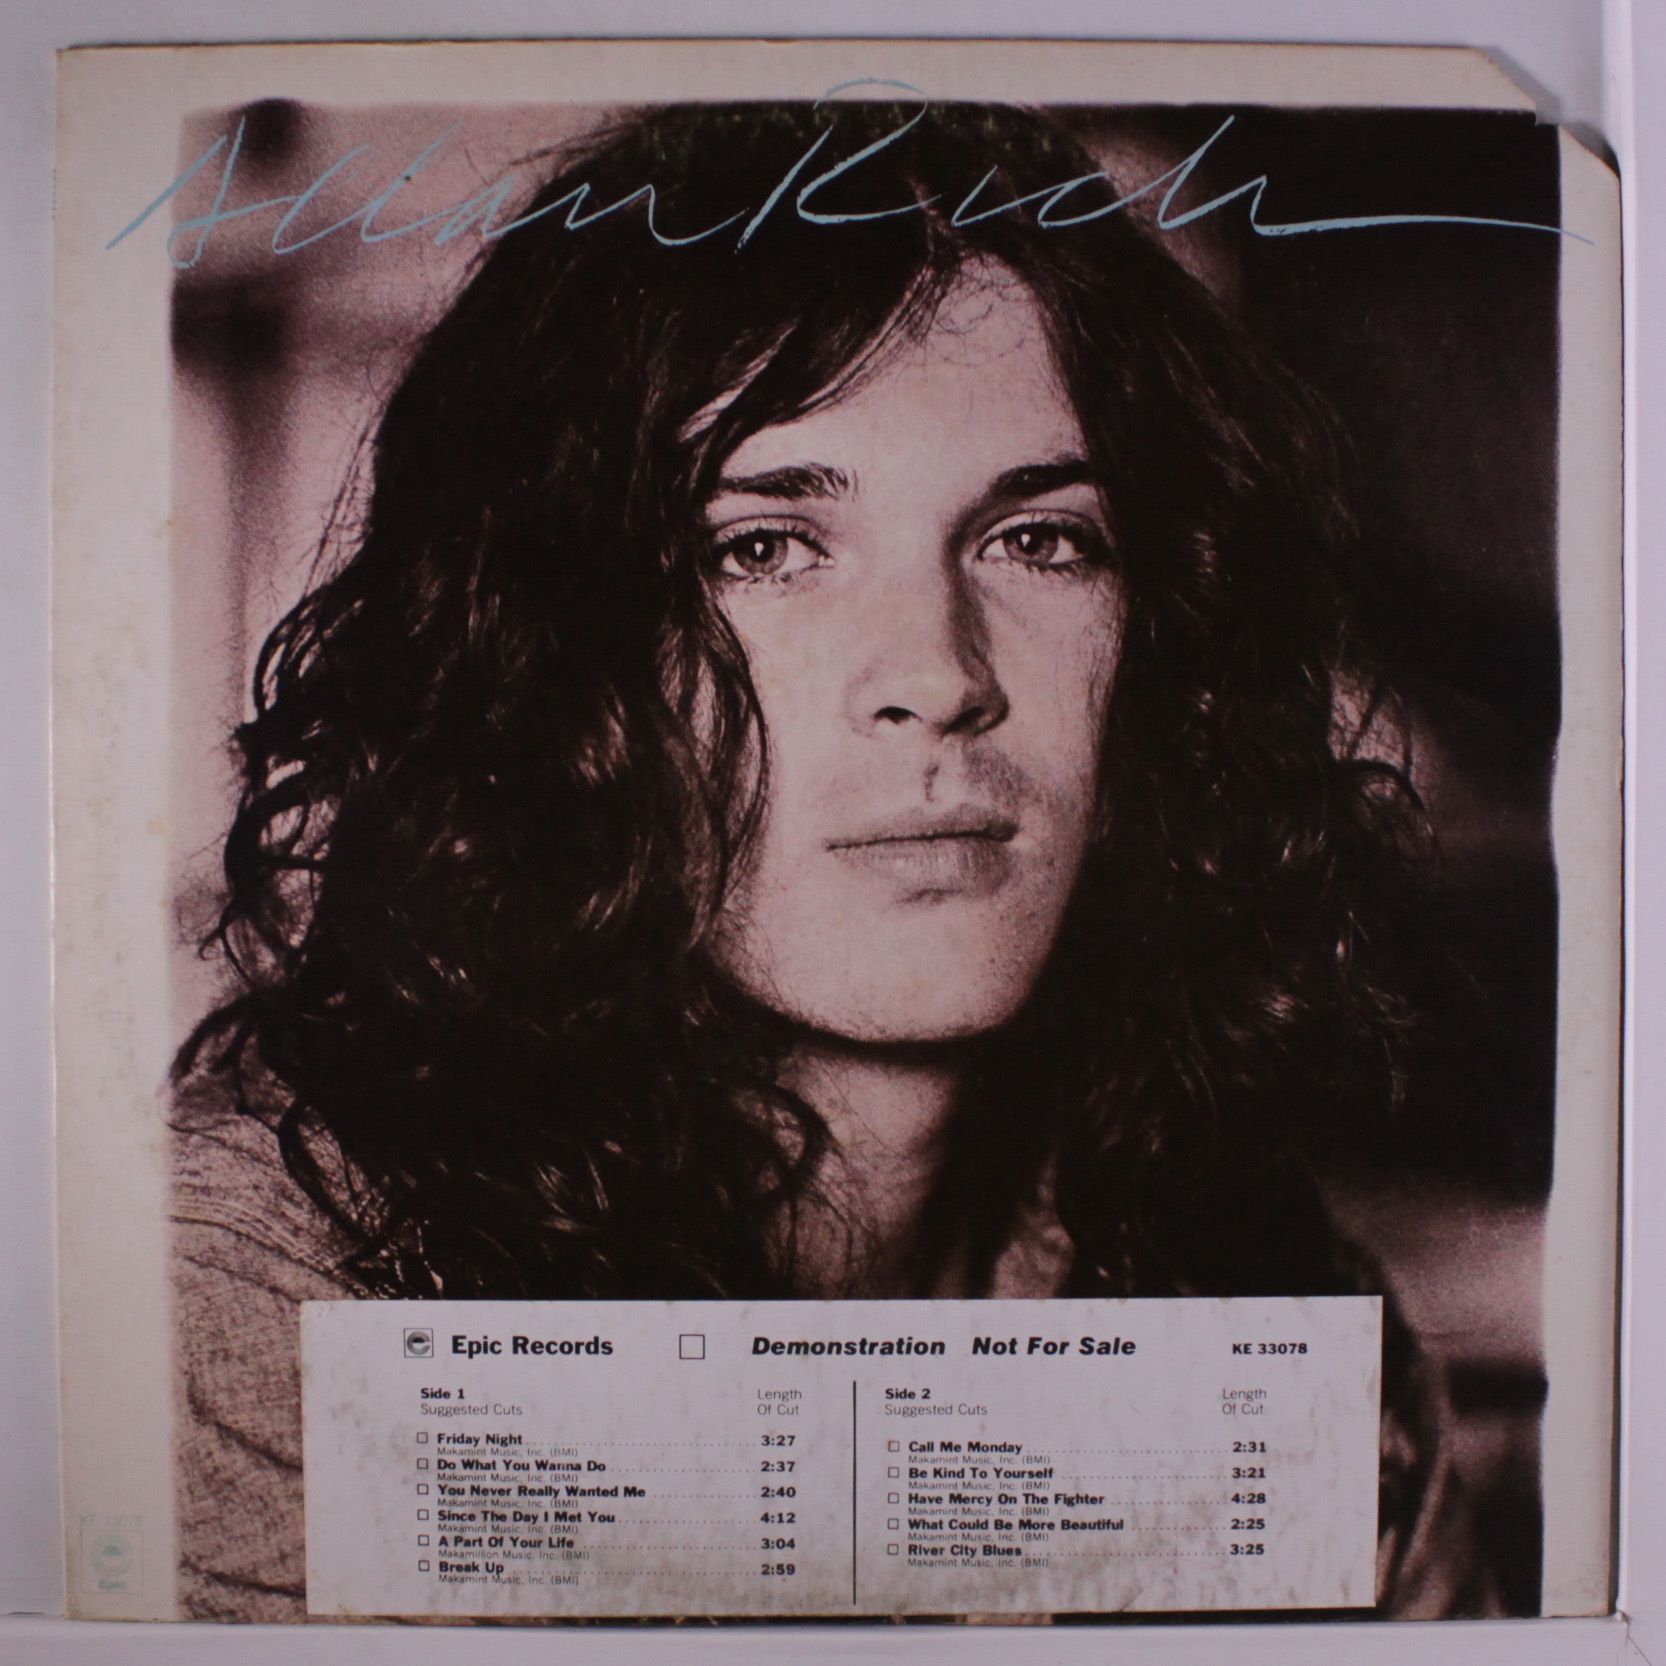 Allan Rich
Epic Records Demonstration Not For Sale KE 33078
Side 1 Length
Suggested Cuts Of Cut
Friday Night 3:27
Makamint Music, Inc. (BMI)
Do What You Wanna Do 2:37
Makamint Music, Inc. (BMI)
You Never Really Wanted Me 2:40
Makamint Music, Inc. (BMI)
Since The Day I Met You 4:12
Makamint Music, Inc. (BMI)
A Part Of Your Life 3:04
Makamillion Music, Inc. (BMI)
Break Up 2:59
Makamint Music, Inc. (BMI)
Side 2 Length
Suggested Cuts Of Cut
Call Me Monday 2:31
Makamint Music, Inc. (BMI)
Be Kind To Yourself 3:21
Makamint Music, Inc. (BMI)
Have Mercy On The Fighter 4:28
Makamint Music, Inc. (BMI)
What Could Be More Beautiful 2:25
Makamint Music, Inc. (BMI)
River City Blues 3:25
Makamint Music, Inc. (BMI)
KE 33078
Epic